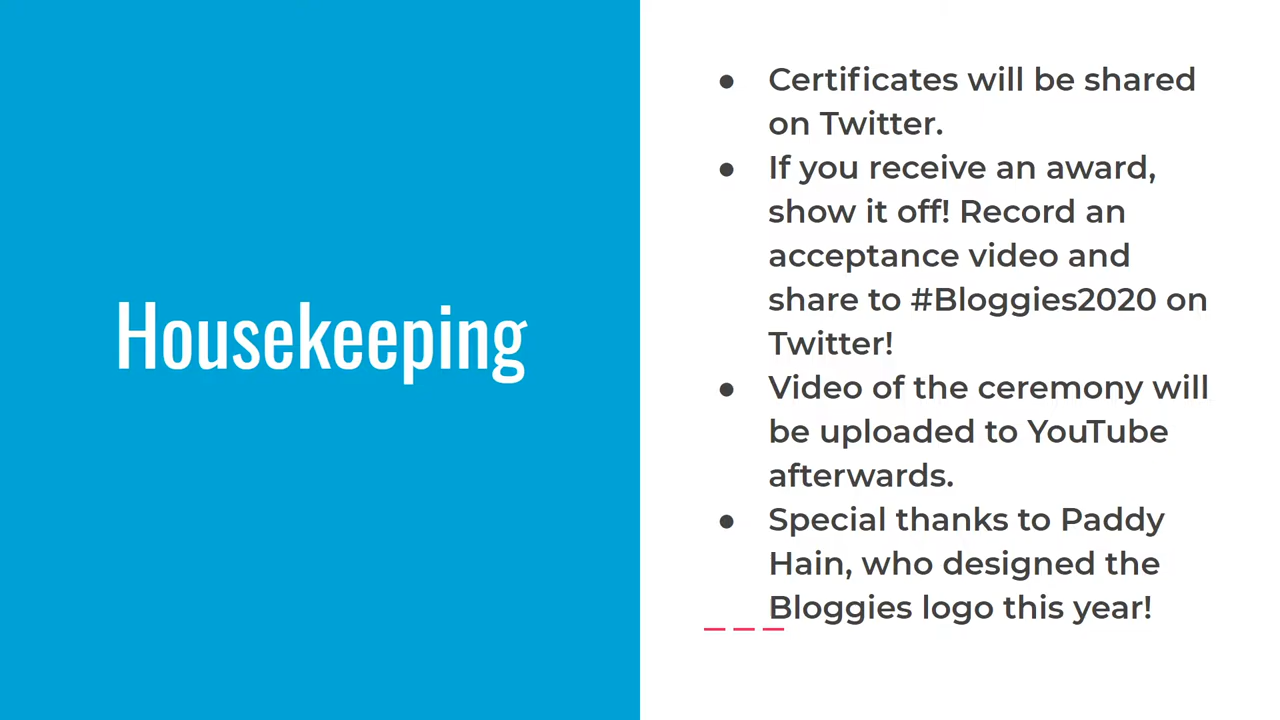 Housekeeping
● Certificates will be shared
on Twitter.
● If you receive an award,
show it off! Record an
acceptance video and
share to #Bloggies2020 on
Twitter!
● Video of the ceremony will
be uploaded to YouTube
afterwards.
● Special thanks to Paddy
Hain, who designed the
Bloggies logo this year!